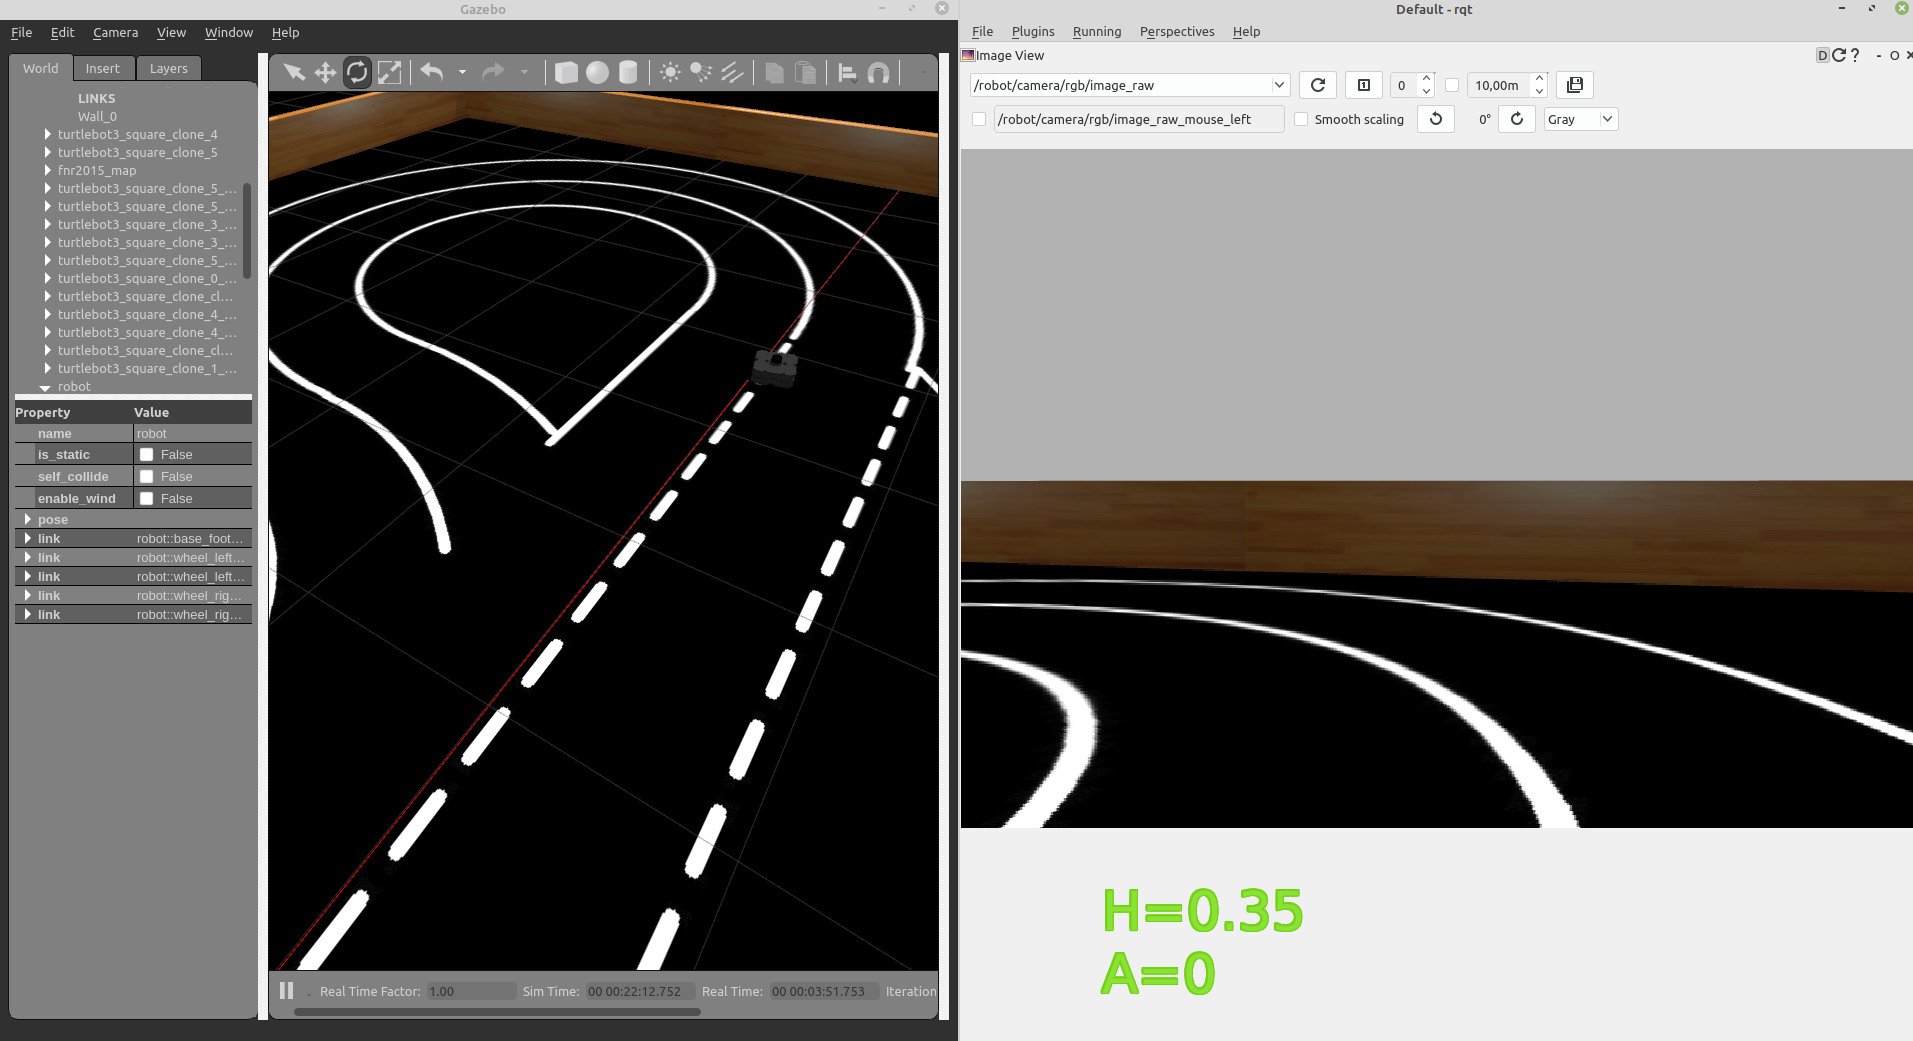 Gazebo
File Edit Camera View Window Help
World Insert Layers
LINKS
Wall_0
turtlebot3_square_clone_4
turtlebot3_square_clone_5
fnr2015_map
turtlebot3_square_clone_5_...
turtlebot3_square_clone_5_...
turtlebot3_square_clone_3_...
turtlebot3_square_clone_3_...
turtlebot3_square_clone_5_...
turtlebot3_square_clone_0_...
turtlebot3_square_clone_cl...
turtlebot3_square_clone_4_...
turtlebot3_square_clone_4_...
turtlebot3_square_clone_cl...
turtlebot3_square_clone_1_...
robot
Property Value
name robot
is_static False
self_collide False
enable_wind False
pose
link robot::base_foot...
link robot::wheel_left...
link robot::wheel_left...
link robot::wheel_rig...
link robot::wheel_rig...
Real Time Factor: 1.00 Sim Time: 00 00:22:12.752 Real Time: 00 00:03:51.753 Iteration
Default - rqt
File Plugins Running Perspectives Help
Image View D ? - O
/robot/camera/rgb/image_raw 1 0 10,00m
/robot/camera/rgb/image_raw_mouse_left Smooth scaling 0° Gray
H=0.35
A=0